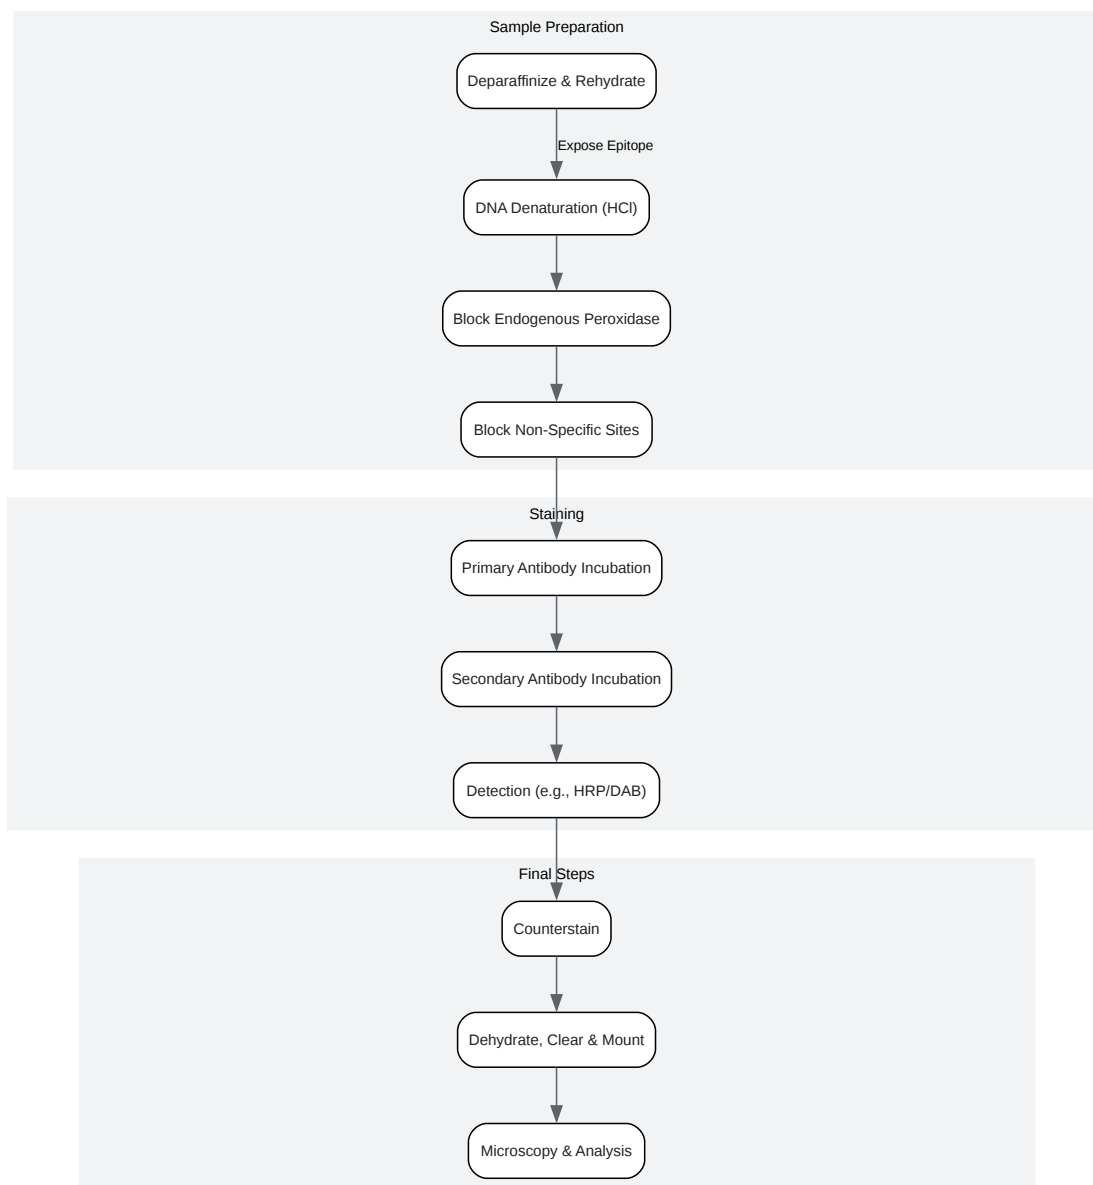 Sample Preparation
Deparaffinize & Rehydrate
Expose Epitope
DNA Denaturation (HCl)
Block Endogenous Peroxidase
Block Non-Specific Sites
Staining
Primary Antibody Incubation
Secondary Antibody Incubation
Detection (e.g., HRP/DAB)
Final Steps
Counterstain
Dehydrate, Clear & Mount
Microscopy & Analysis